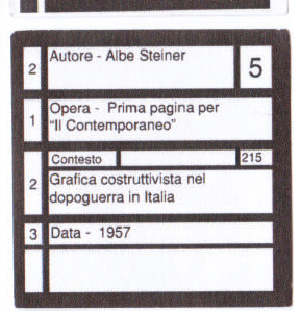 2 Autore - Albe Steiner 5
1 Opera - Prima pagina per
"Il Contemporaneo"
Contesto 215
2 Grafica costruttivista nel
dopoguerra in Italia
3 Data - 1957